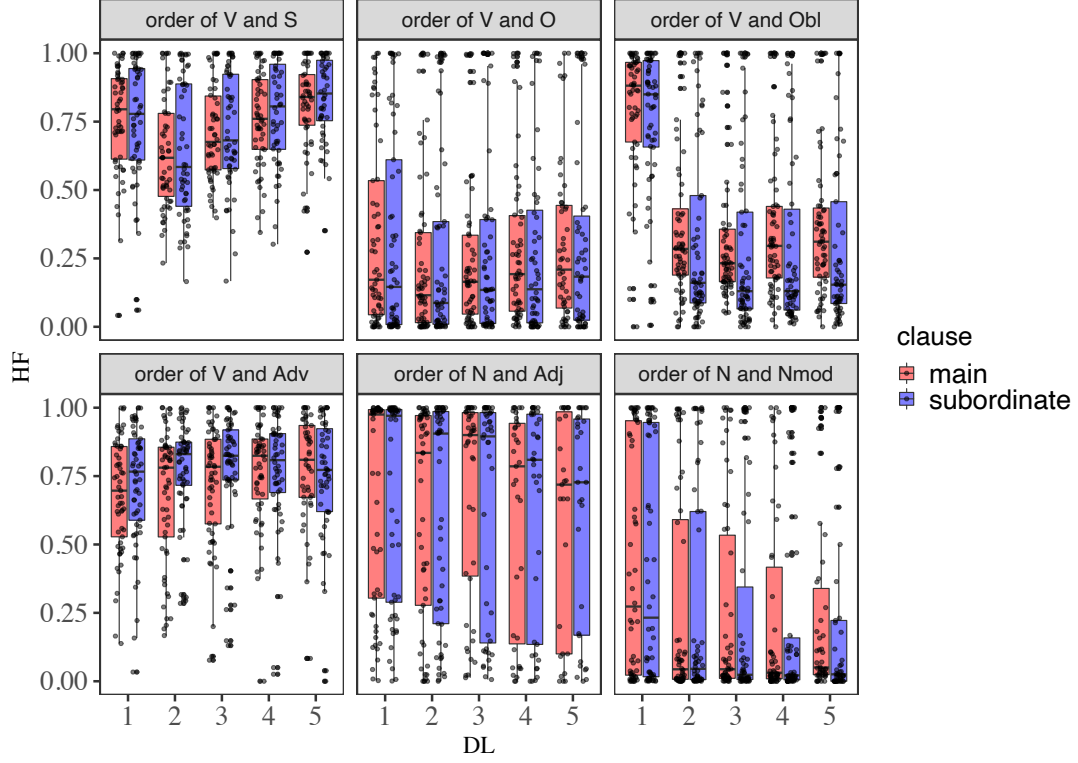 order of V and S order of V and O order of V and Obl
1.00
0.75
0.50
0.25
0.00
HF
order of V and Adv order of N and Adj order of N and Nmod
1.00
0.75
0.50
0.25
0.00
1 2 3 4 5 1 2 3 4 5 1 2 3 4 5
DL
clause
main
subordinate